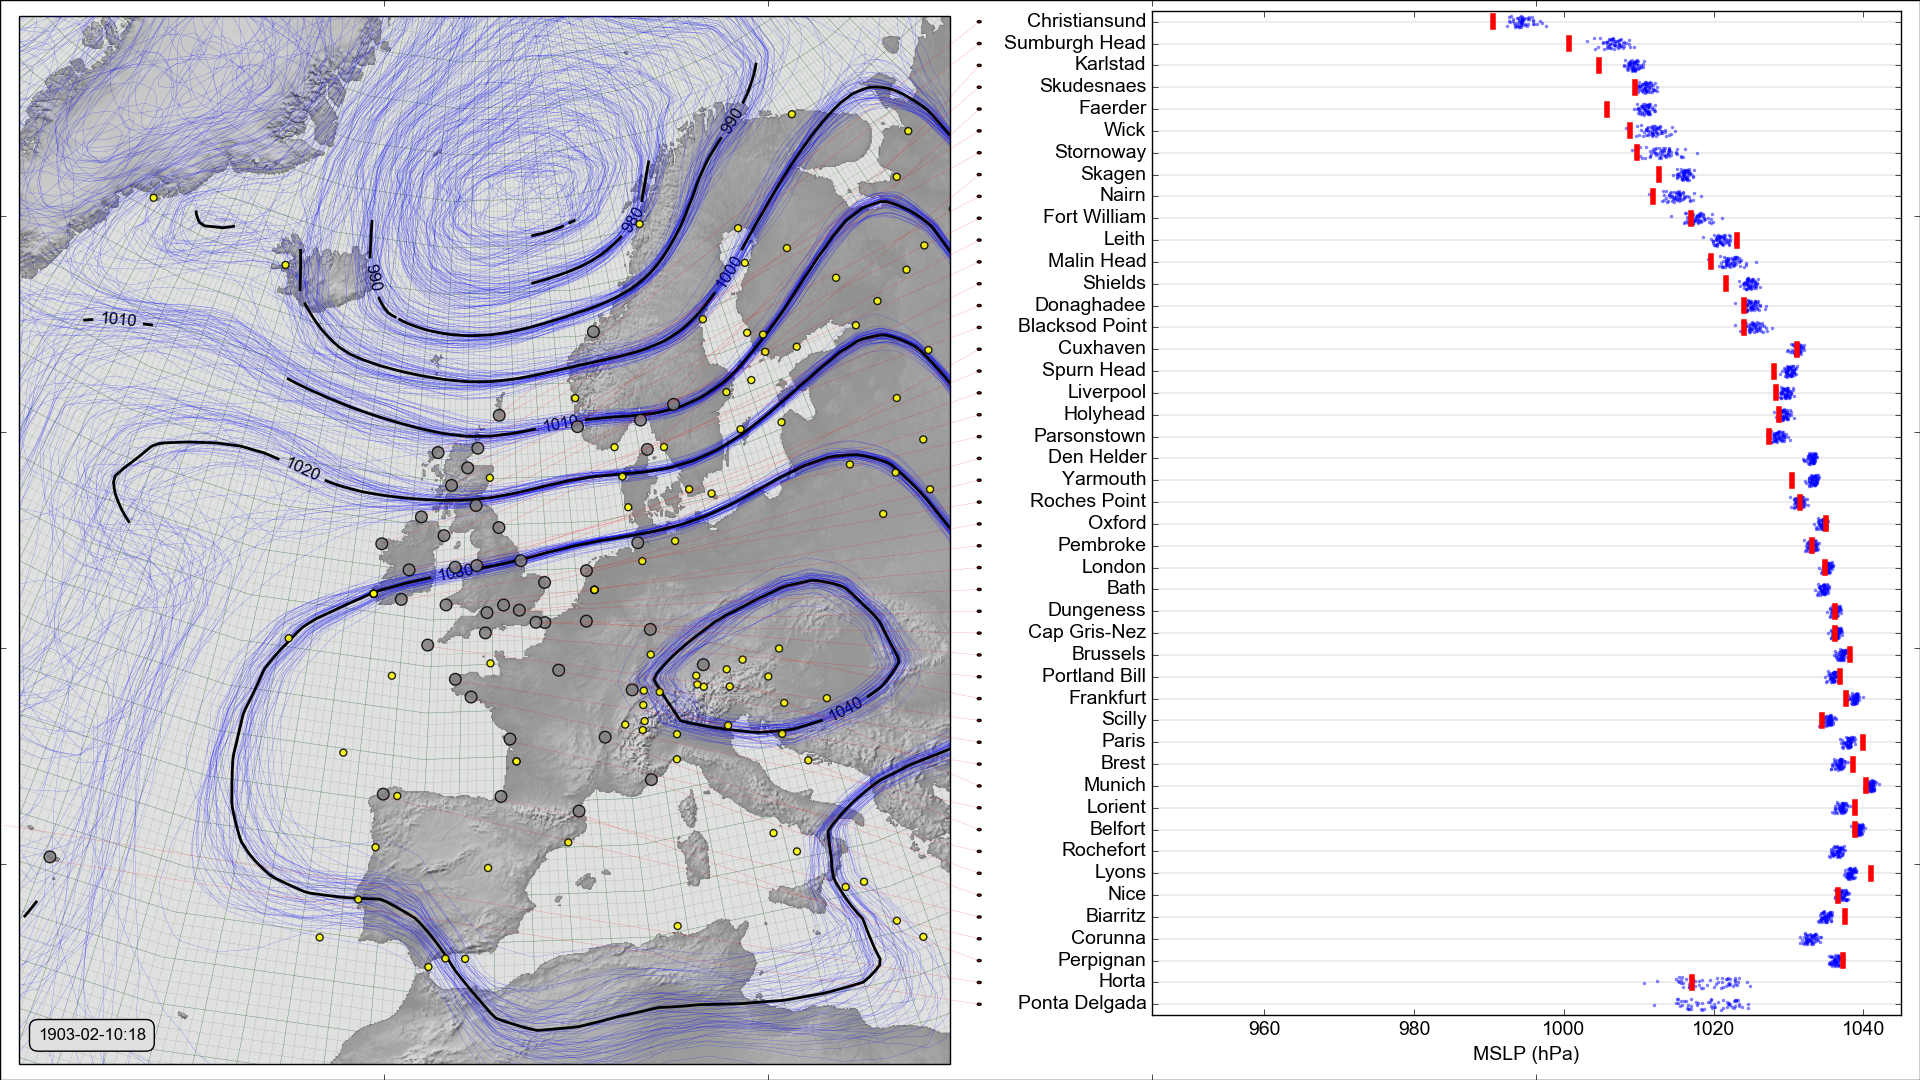 990
980
990
1000
1010
1010
1020
1030
1040
1903-02-10:18
Christiansund
Sumburgh Head
Karlstad
Skudesnaes
Faerder
Wick
Stornoway
Skagen
Nairn
Fort William
Leith
Malin Head
Shields
Donaghadee
Blacksod Point
Cuxhaven
Spurn Head
Liverpool
Holyhead
Parsonstown
Den Helder
Yarmouth
Roches Point
Oxford
Pembroke
London
Bath
Dungeness
Cap Gris-Nez
Brussels
Portland Bill
Frankfurt
Scilly
Paris
Brest
Munich
Lorient
Belfort
Rochefort
Lyons
Nice
Biarritz
Corunna
Perpignan
Horta
Ponta Delgada
960 980 1000 1020 1040
MSLP (hPa)